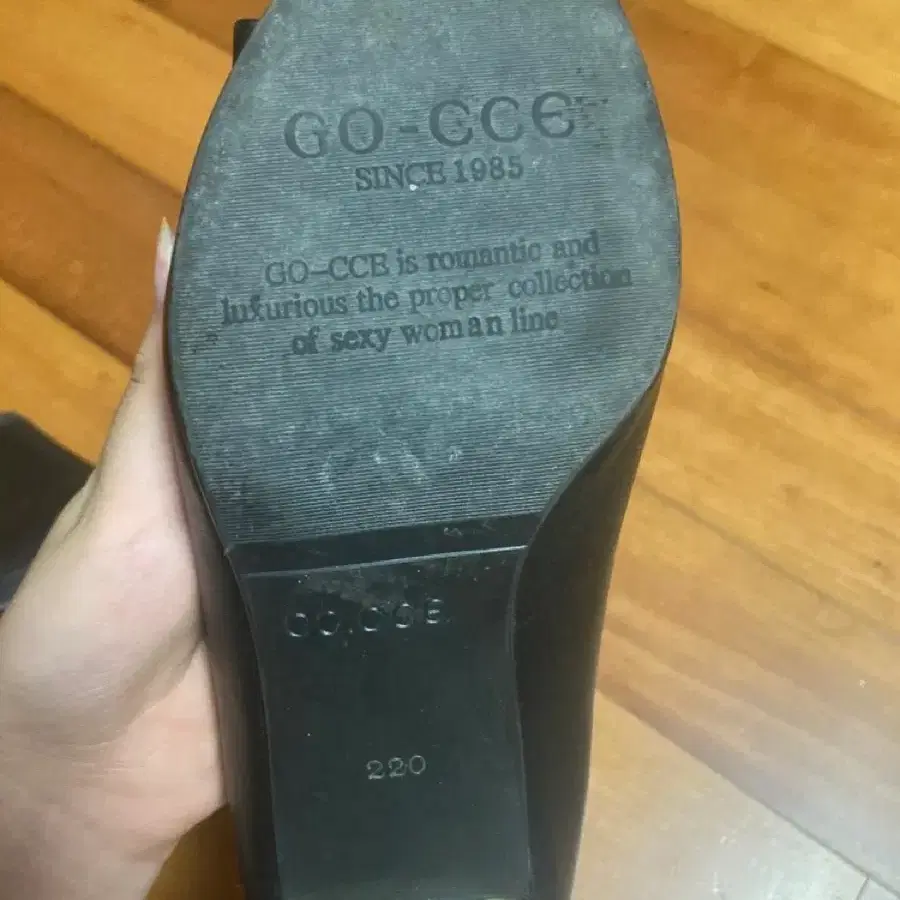 GO-CCE
SINCE 1985
GO-CCE is romantic and
luxurious the proper collection
of sexy woman line
GO.CCE
220